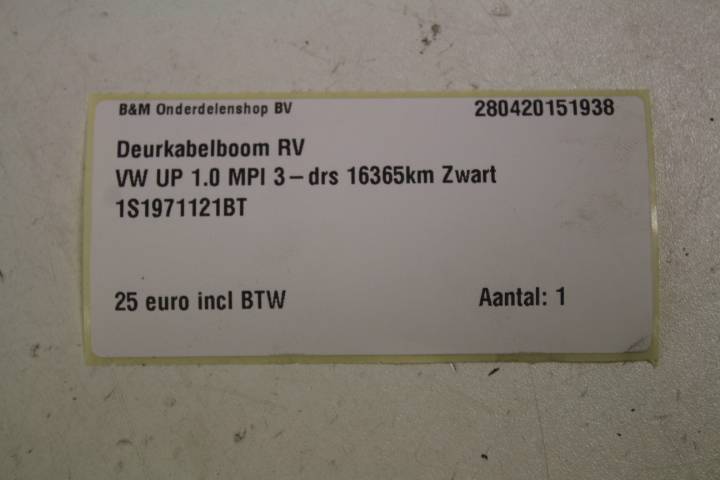 B&M Onderdelenshop BV 280420151938
Deurkabelboom RV
VW UP 1.0 MPI 3-drs 16365km Zwart
1S1971121BT
25 euro incl BTW Aantal: 1